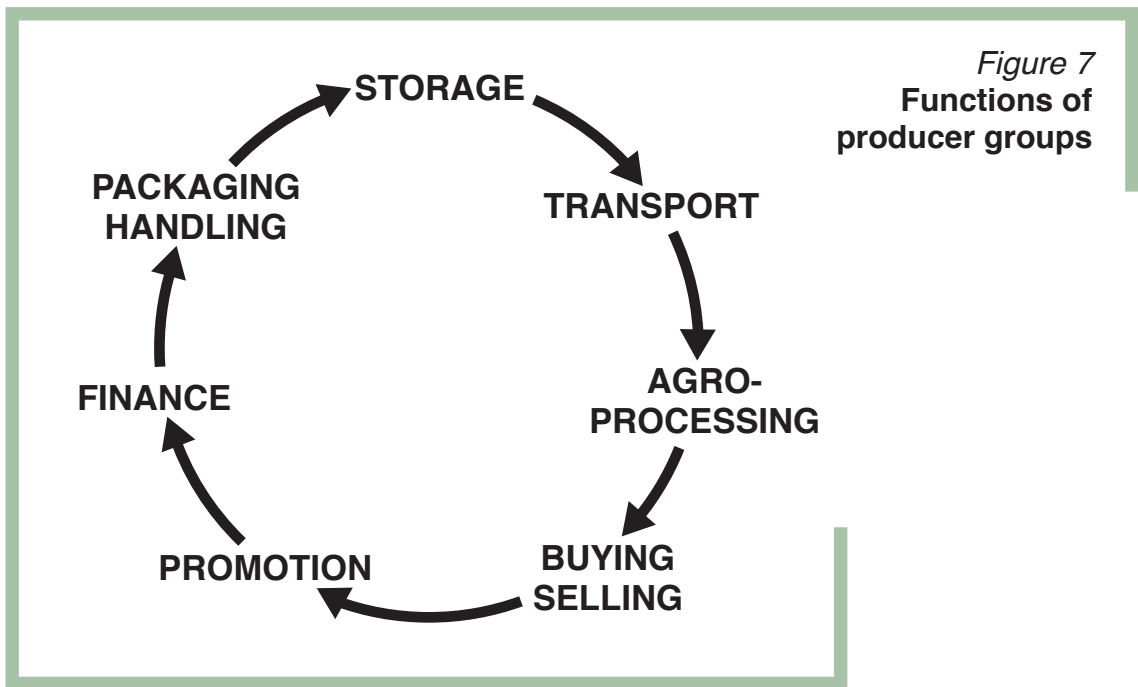 Figure 7
Functions of
producer groups
STORAGE
TRANSPORT
AGRO-
PROCESSING
BUYING
SELLING
PROMOTION
FINANCE
PACKAGING
HANDLING